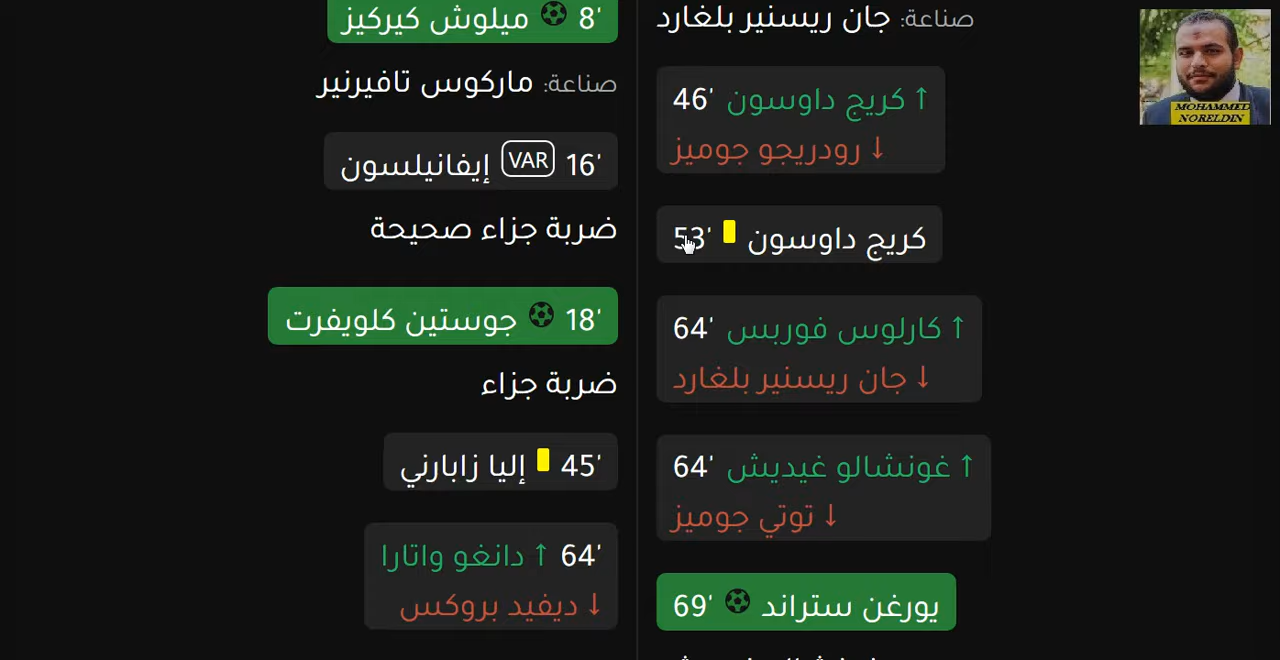 صناعة: جان ريسنير بلغارد
↑ كريج داوسون 46'
↓ رودريجو جوميز
كريج داوسون 53'
↑ كارلوس فوربس 64'
↓ جان ريسنير بلغارد
↑ غونشالو غيديش 64'
↓ توتي جوميز
يورغن ستراند 69'
8' ميلوش كيركيز
صناعة: ماركوس تافيرنير
16' VAR إيفانيلسون
ضربة جزاء صحيحة
18' جوستين كلويفرت
ضربة جزاء
45' إليا زابارني
64' ↑ دانغو واتارا
↓ ديفيد بروكس
MOHAMMED
NORELDIN